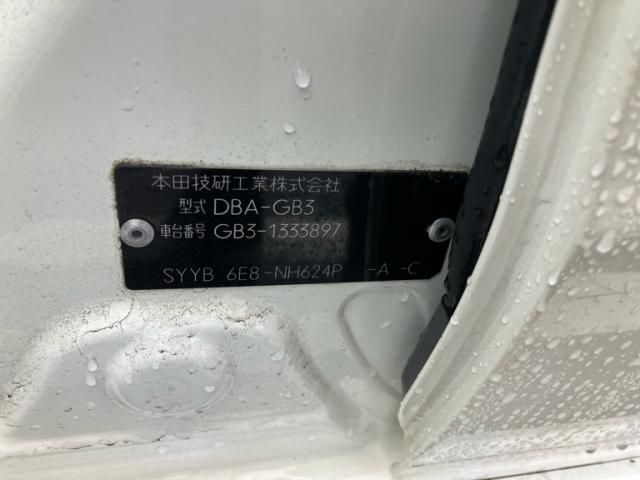 本田技研工業株式会社
型式 DBA-GB3
車台番号 GB3-1333897
SYYB 6E8-NH624P -A -C